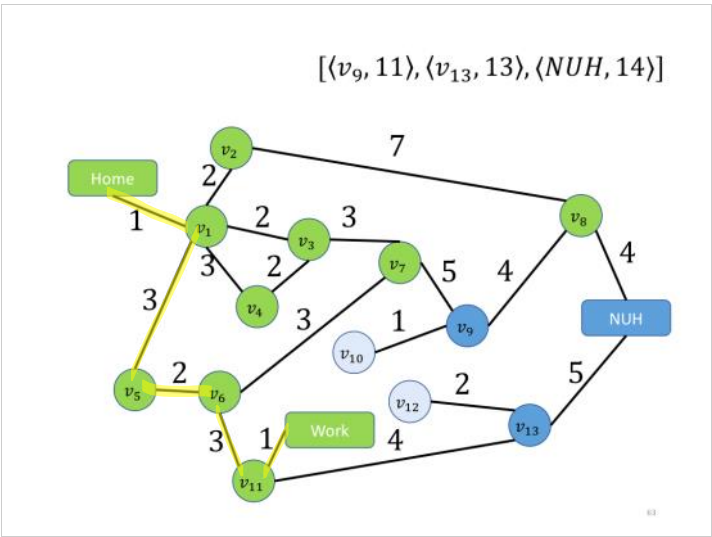 [⟨v₉, 11⟩, ⟨v₁₃, 13⟩, ⟨NUH, 14⟩]
v₂
7
Home
2
1
v₁
2
v₃
3
v₈
3
2
v₇
5
4
4
v₄
3
3
1
v₉
NUH
v₁₀
v₅
2
v₆
v₁₂
2
5
3
1
Work
4
v₁₃
v₁₁
63